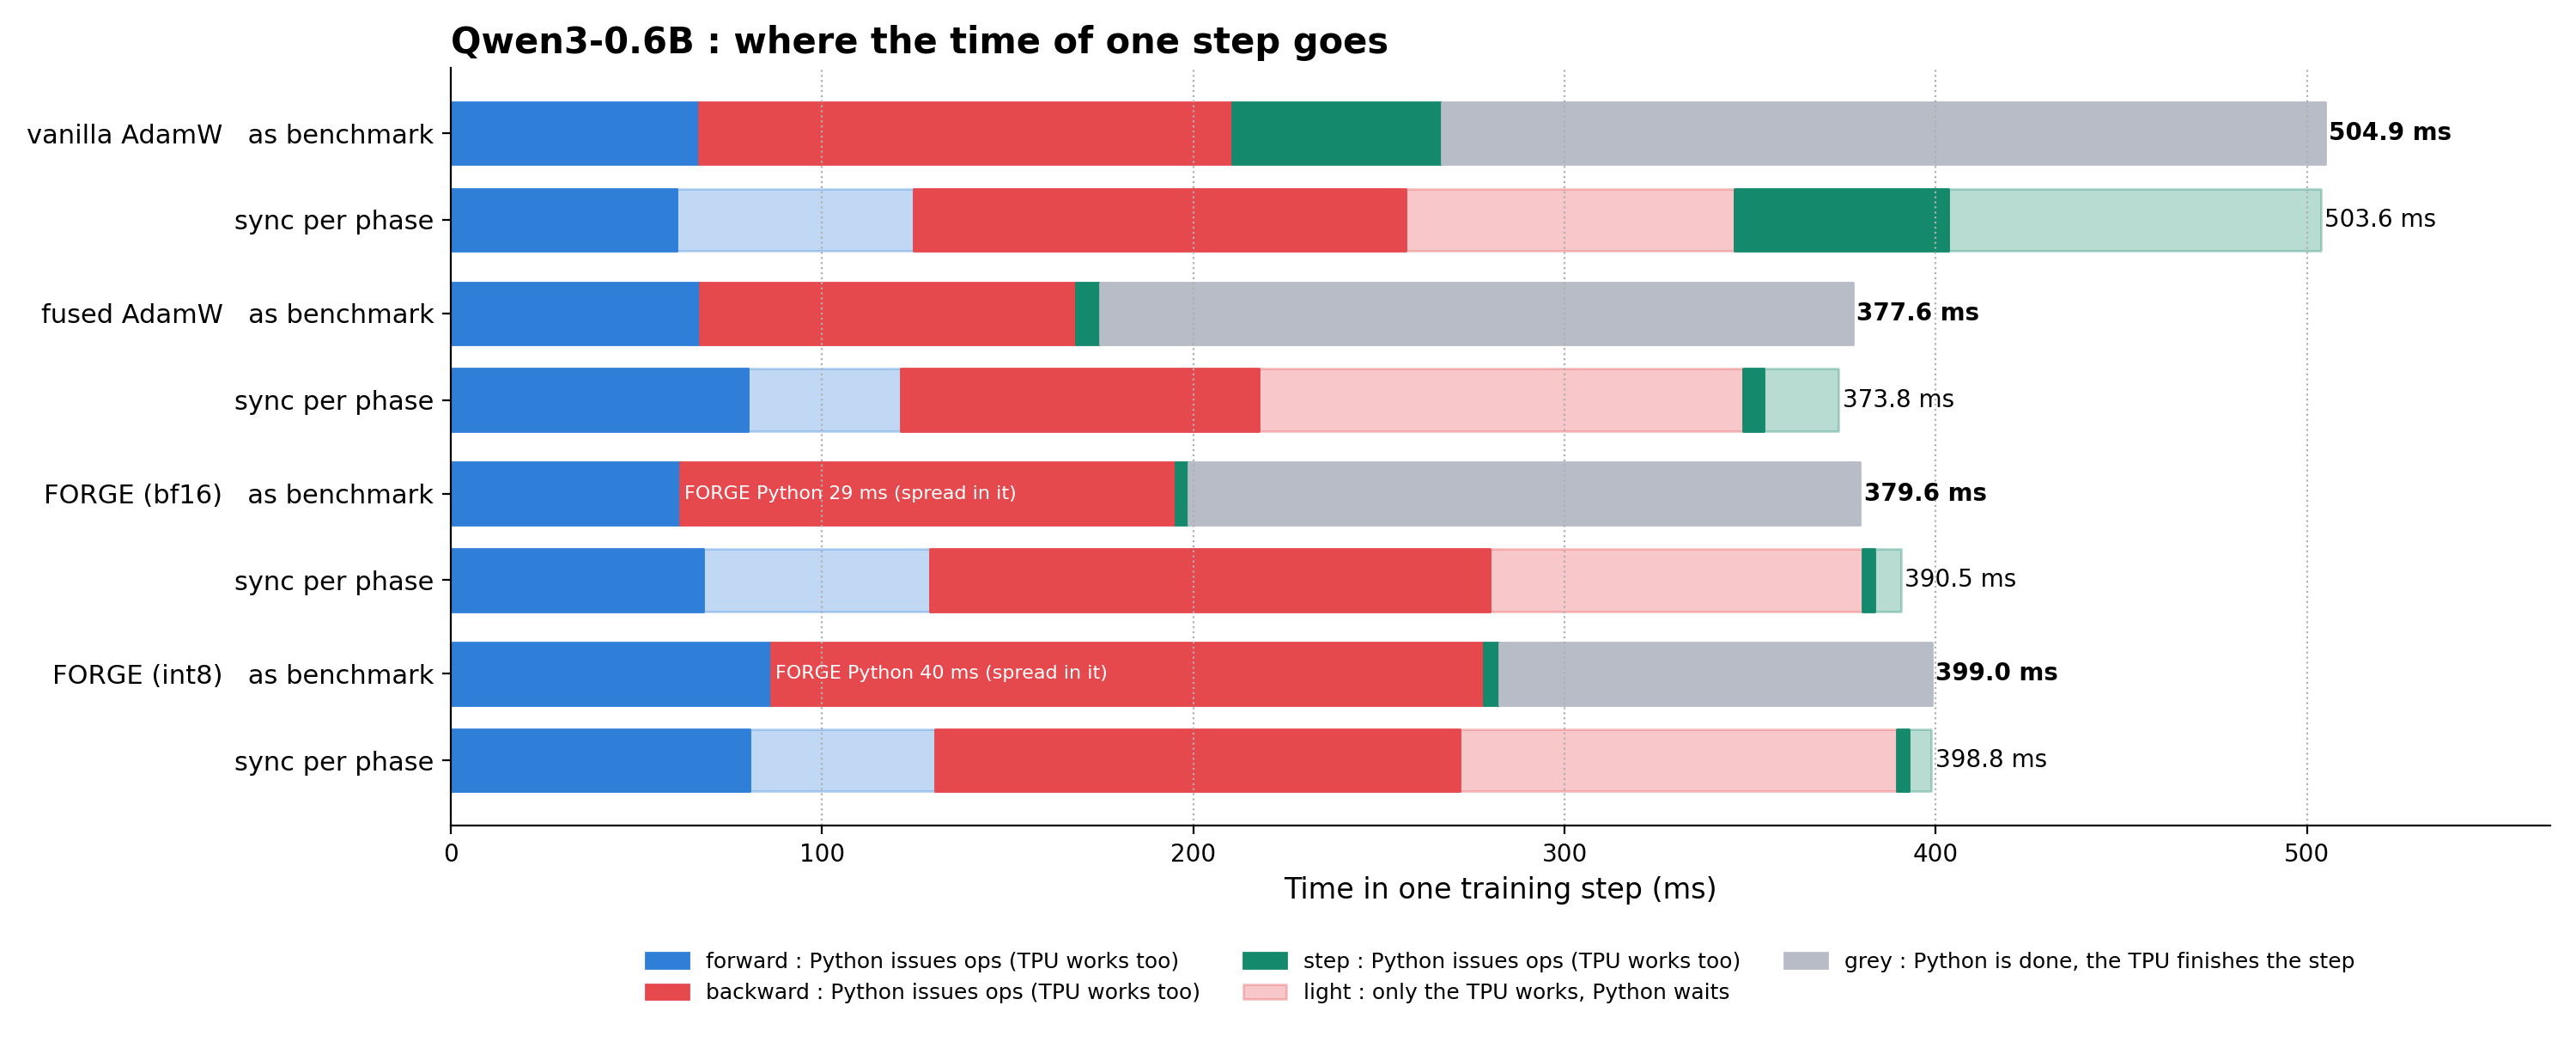 Qwen3-0.6B : where the time of one step goes
vanilla AdamW   as benchmark
504.9 ms
sync per phase
503.6 ms
fused AdamW   as benchmark
377.6 ms
sync per phase
373.8 ms
FORGE (bf16)   as benchmark
FORGE Python 29 ms (spread in it)
379.6 ms
sync per phase
390.5 ms
FORGE (int8)   as benchmark
FORGE Python 40 ms (spread in it)
399.0 ms
sync per phase
398.8 ms
0 100 200 300 400 500
Time in one training step (ms)
forward : Python issues ops (TPU works too)
backward : Python issues ops (TPU works too)
step : Python issues ops (TPU works too)
light : only the TPU works, Python waits
grey : Python is done, the TPU finishes the step